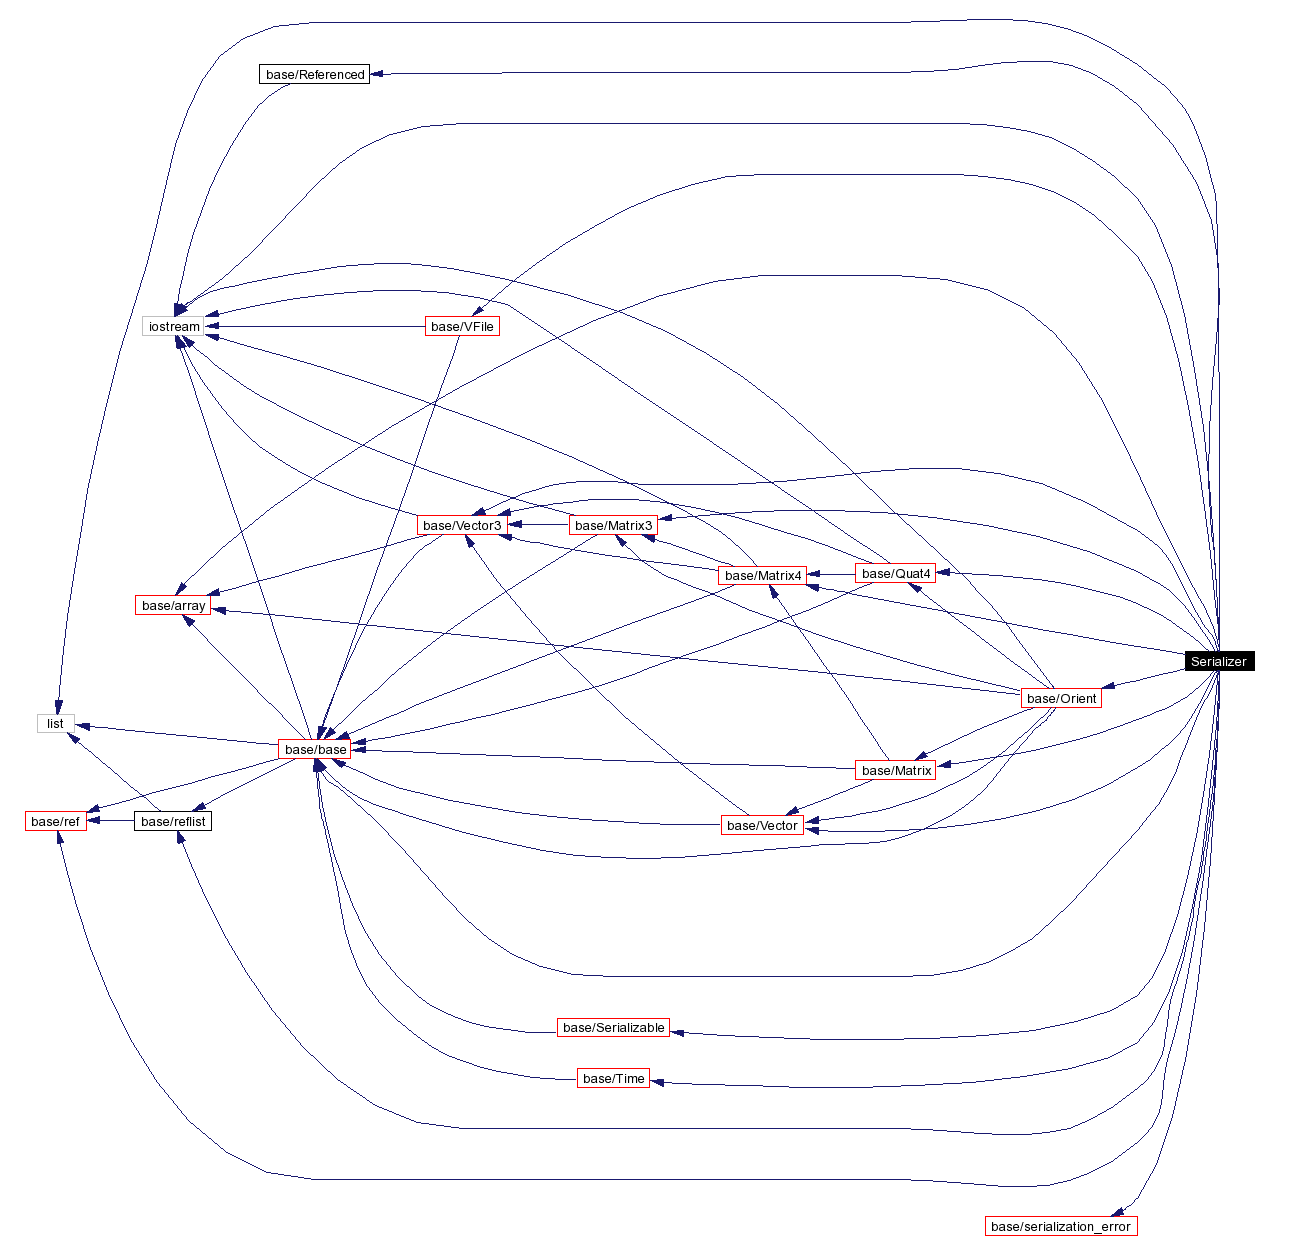 base/Referenced
iostream
base/VFile
base/Vector3
base/Matrix3
base/Matrix4
base/Quat4
base/array
Serializer
base/Orient
list
base/base
base/Matrix
base/ref
base/reflist
base/Vector
base/Serializable
base/Time
base/serialization_error